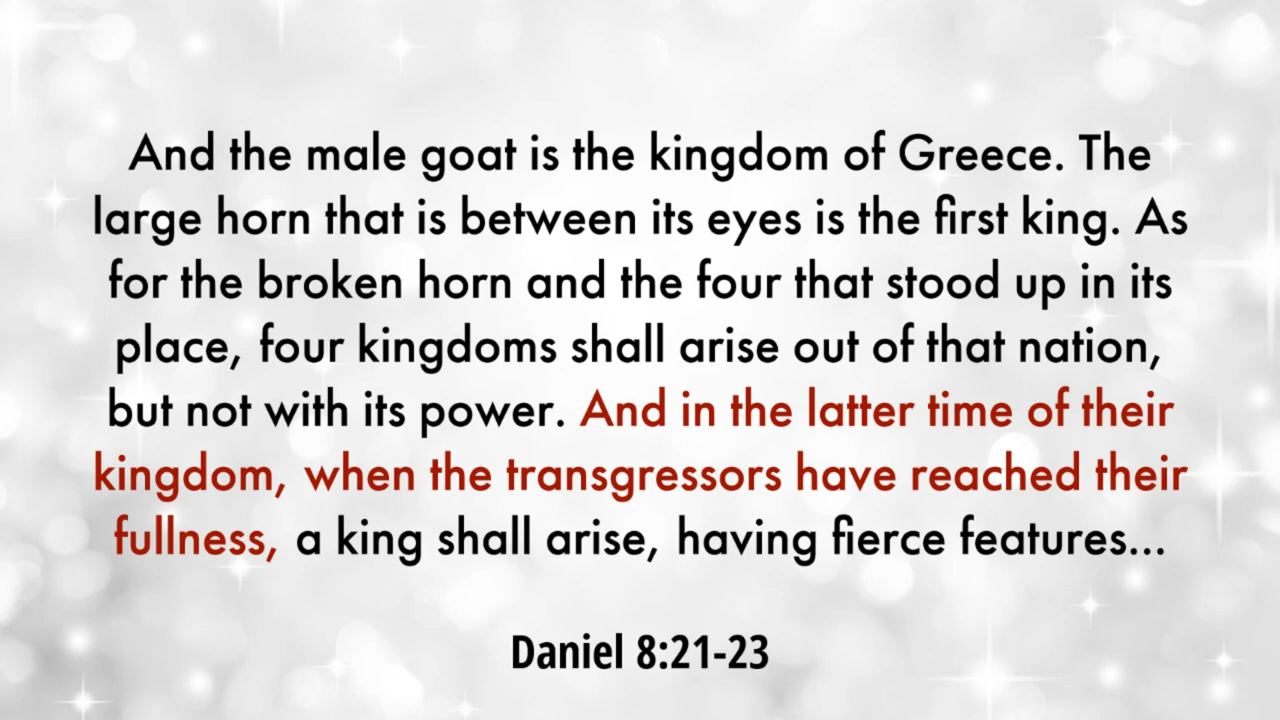 And the male goat is the kingdom of Greece. The
large horn that is between its eyes is the first king. As
for the broken horn and the four that stood up in its
place, four kingdoms shall arise out of that nation,
but not with its power. And in the latter time of their
kingdom, when the transgressors have reached their
fullness, a king shall arise, having fierce features...
Daniel 8:21-23